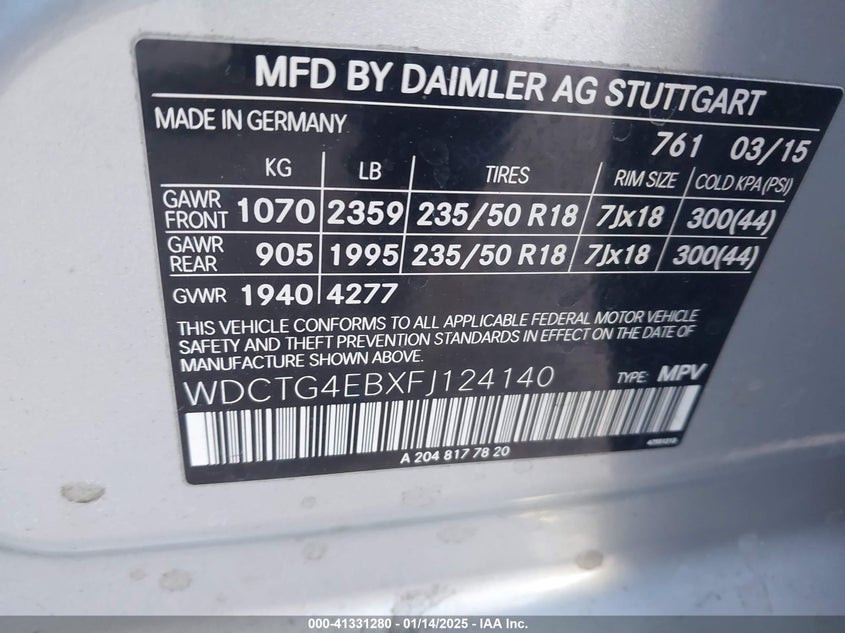 MFD BY DAIMLER AG STUTTGART
MADE IN GERMANY 761 03/15
KG LB TIRES RIM SIZE COLD KPA(PSI)
GAWR FRONT 1070 2359 235/50 R18 7Jx18 300(44)
GAWR REAR 905 1995 235/50 R18 7Jx18 300(44)
GVWR 1940 4277
THIS VEHICLE CONFORMS TO ALL APPLICABLE FEDERAL MOTOR VEHICLE
SAFETY AND THEFT PREVENTION STANDARDS IN EFFECT ON THE DATE OF
MANUFACTURE SHOWN ABOVE.
WDCTG4EBXFJ124140 TYPE: MPV
A 204 817 78 20
000-41331280 - 01/14/2025 - IAA Inc.